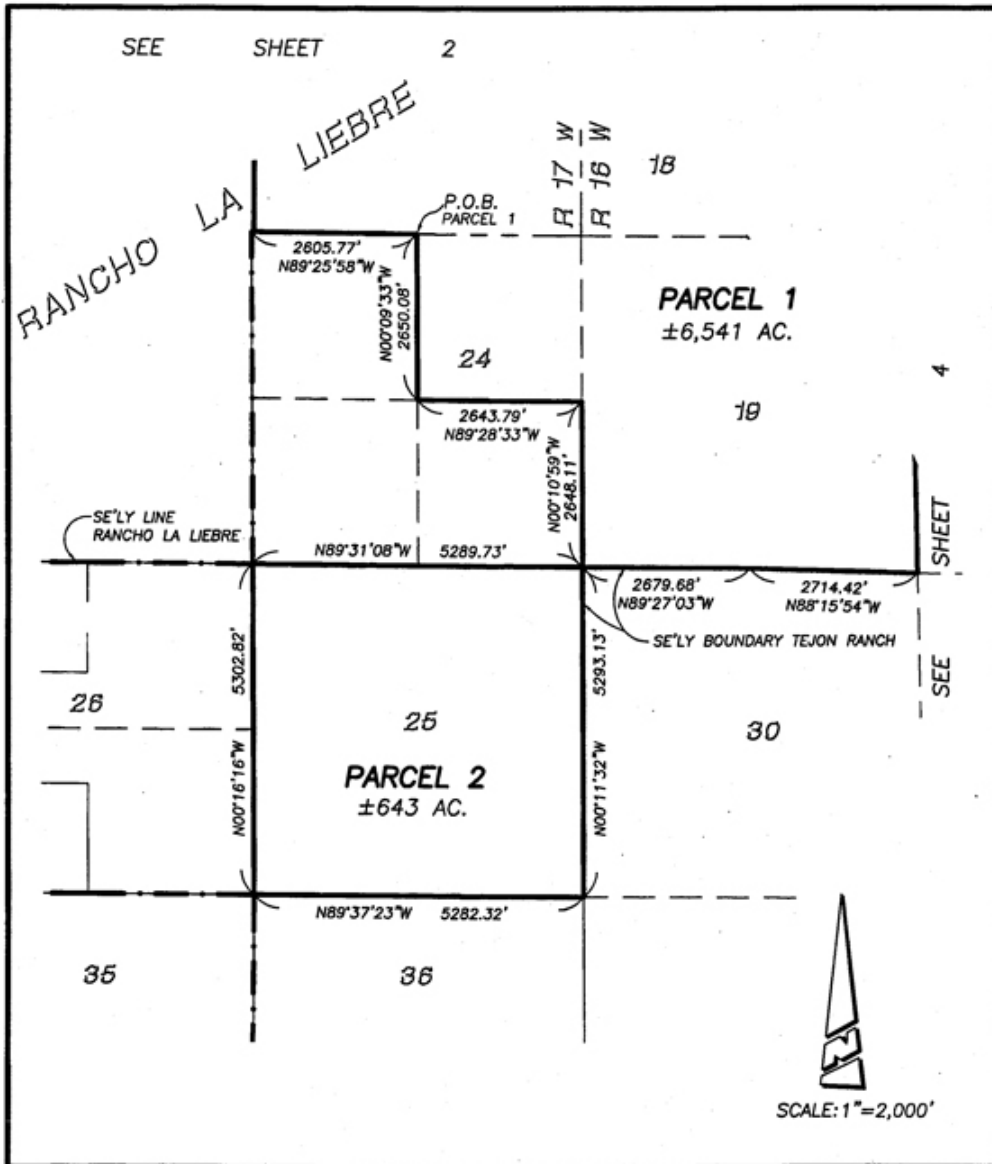 SEE SHEET 2
RANCHO LA LIEBRE
R 17 W
R 16 W
18
P.O.B.
PARCEL 1
2605.77'
N89°25'58"W
N00°09'33"W
2650.08'
PARCEL 1
±6,541 AC.
24
19
4
SHEET
SEE
2643.79'
N89°28'33"W
N00°10'59"W
2648.11'
SE'LY LINE
RANCHO LA LIEBRE
N89°31'08"W 5289.73'
2679.68'
N89°27'03"W
2714.42'
N88°15'54"W
SE'LY BOUNDARY TEJON RANCH
5302.82'
N00°16'16"W
5293.13'
N00°11'32"W
26
25
30
PARCEL 2
±643 AC.
N89°37'23"W 5282.32'
35
36
N
SCALE: 1"=2,000'